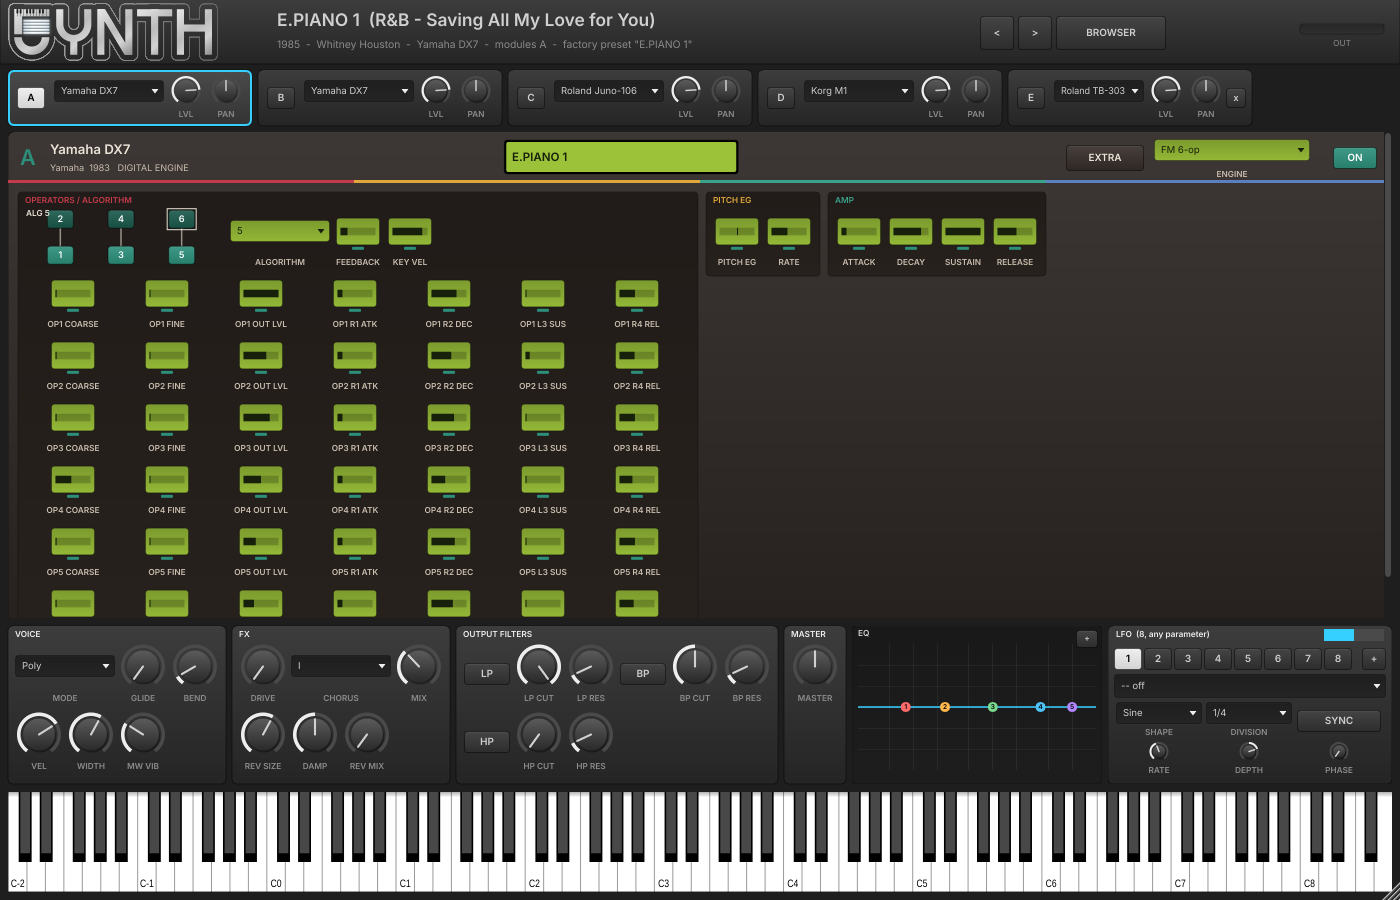 SYNTH
E.PIANO 1 (R&B - Saving All My Love for You)
1985 - Whitney Houston - Yamaha DX7 - modules A - factory preset "E.PIANO 1"
< > BROWSER
OUT
A Yamaha DX7 LVL PAN
B Yamaha DX7 LVL PAN
C Roland Juno-106 LVL PAN
D Korg M1 LVL PAN
E Roland TB-303 LVL PAN x
A Yamaha DX7
Yamaha 1983 DIGITAL ENGINE
E.PIANO 1
EXTRA
FM 6-op
ENGINE
ON
OPERATORS / ALGORITHM
ALG 5
2 4 6
1 3 5
5
ALGORITHM FEEDBACK KEY VEL
PITCH EG
PITCH EG RATE
AMP
ATTACK DECAY SUSTAIN RELEASE
OP1 COARSE OP1 FINE OP1 OUT LVL OP1 R1 ATK OP1 R2 DEC OP1 L3 SUS OP1 R4 REL
OP2 COARSE OP2 FINE OP2 OUT LVL OP2 R1 ATK OP2 R2 DEC OP2 L3 SUS OP2 R4 REL
OP3 COARSE OP3 FINE OP3 OUT LVL OP3 R1 ATK OP3 R2 DEC OP3 L3 SUS OP3 R4 REL
OP4 COARSE OP4 FINE OP4 OUT LVL OP4 R1 ATK OP4 R2 DEC OP4 L3 SUS OP4 R4 REL
OP5 COARSE OP5 FINE OP5 OUT LVL OP5 R1 ATK OP5 R2 DEC OP5 L3 SUS OP5 R4 REL
VOICE
Poly
MODE GLIDE BEND
VEL WIDTH MW VIB
FX
I
DRIVE CHORUS MIX
REV SIZE DAMP REV MIX
OUTPUT FILTERS
LP BP
LP CUT LP RES BP CUT BP RES
HP
HP CUT HP RES
MASTER
MASTER
EQ +
1 2 3 4 5
LFO (8, any parameter)
1 2 3 4 5 6 7 8 +
-- off
Sine 1/4 SYNC
SHAPE DIVISION
RATE DEPTH PHASE
C-2 C-1 C0 C1 C2 C3 C4 C5 C6 C7 C8